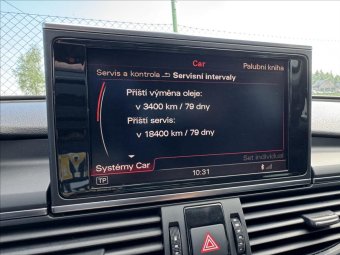 Car
Servis a kontrola Servisní intervaly
Palubní kniha
Příští výměna oleje:
v 3400 km / 79 dny
Příští servis:
v 18400 km / 79 dny
Systémy Car
Set individual
TP
10:31